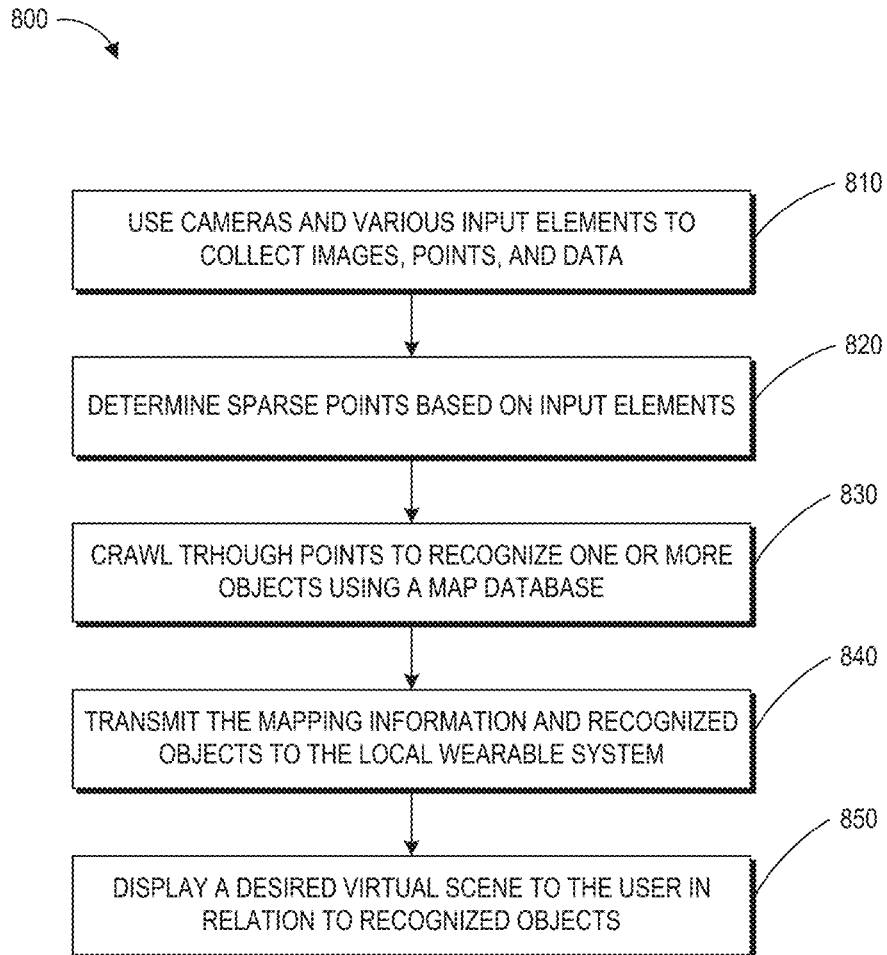 800
810
USE CAMERAS AND VARIOUS INPUT ELEMENTS TO
COLLECT IMAGES, POINTS, AND DATA
820
DETERMINE SPARSE POINTS BASED ON INPUT ELEMENTS
830
CRAWL TRHOUGH POINTS TO RECOGNIZE ONE OR MORE
OBJECTS USING A MAP DATABASE
840
TRANSMIT THE MAPPING INFORMATION AND RECOGNIZED
OBJECTS TO THE LOCAL WEARABLE SYSTEM
850
DISPLAY A DESIRED VIRTUAL SCENE TO THE USER IN
RELATION TO RECOGNIZED OBJECTS